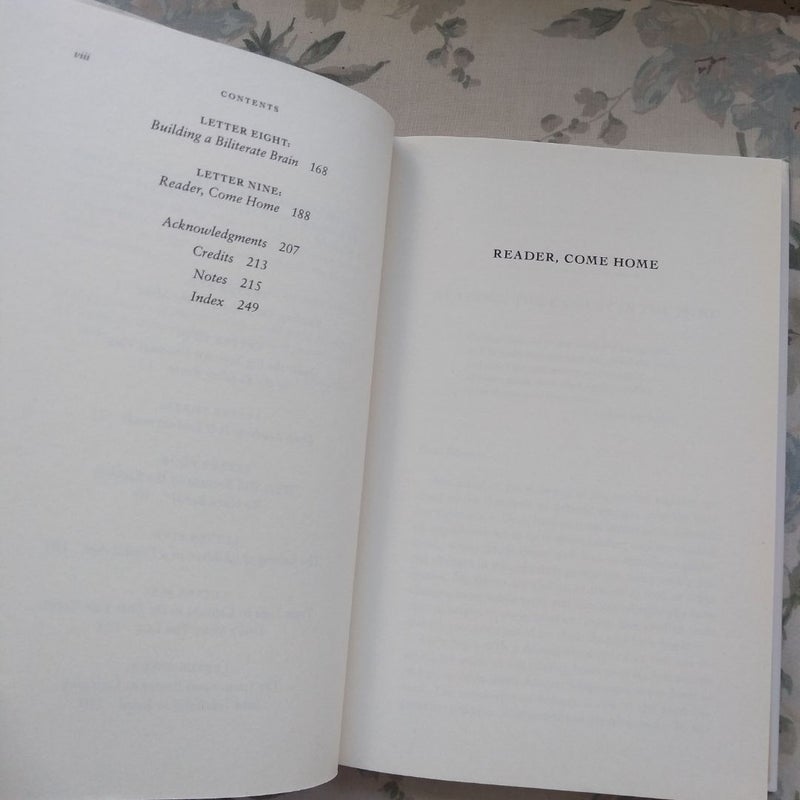 viii
CONTENTS
LETTER EIGHT:
Building a Biliterate Brain 168
LETTER NINE:
Reader, Come Home 188
Acknowledgments 207
Credits 213
Notes 215
Index 249
READER, COME HOME